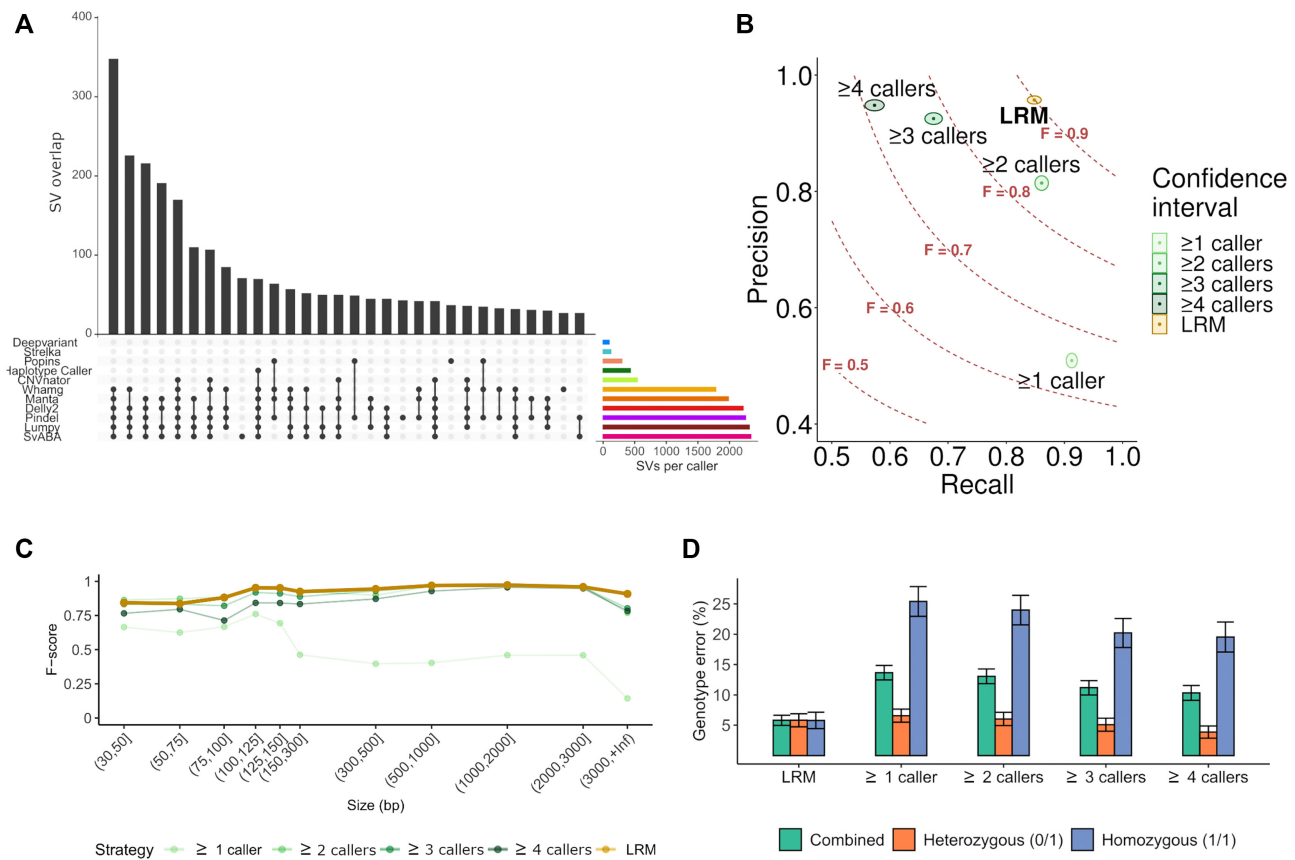 A
400
300
200
100
0
SV overlap
Deepvariant
Strelka
Popins
Haplotype Caller
CNVnator
Whamg
Manta
Delly2
Pindel
Lumpy
SvABA
0 500 1000 1500 2000
SVs per caller
B
1.0
0.8
0.6
0.4
Precision
≥4 callers
≥3 callers
LRM
F = 0.9
≥2 callers
F = 0.8
F = 0.7
F = 0.6
F = 0.5
≥1 caller
0.5 0.6 0.7 0.8 0.9 1.0
Recall
Confidence
interval
≥1 caller
≥2 callers
≥3 callers
≥4 callers
LRM
C
1
0.75
0.5
0.25
0
F−score
(30,50] (50,75] (75,100] (100,125] (125,150] (150,300] (300,500] (500,1000] (1000,2000] (2000,3000] (3000,+Inf)
Size (bp)
Strategy ≥ 1 caller ≥ 2 callers ≥ 3 callers ≥ 4 callers LRM
D
25
20
15
10
5
Genotype error (%)
LRM ≥ 1 caller ≥ 2 callers ≥ 3 callers ≥ 4 callers
Combined Heterozygous (0/1) Homozygous (1/1)